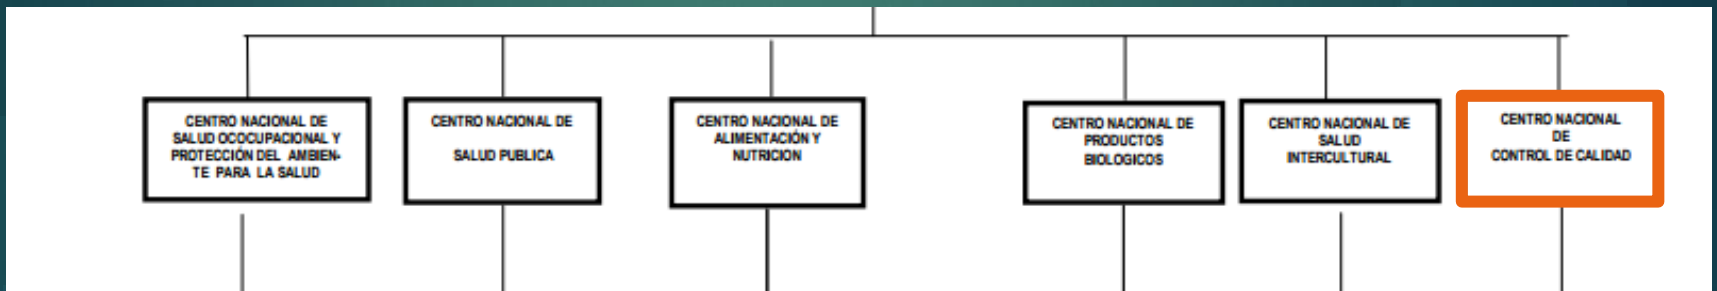 CENTRO NACIONAL DE
SALUD OCOCUPACIONAL Y
PROTECCIÓN DEL AMBIEN-
TE PARA LA SALUD
CENTRO NACIONAL DE
SALUD PUBLICA
CENTRO NACIONAL DE
ALIMENTACIÓN Y
NUTRICION
CENTRO NACIONAL DE
PRODUCTOS
BIOLOGICOS
CENTRO NACIONAL DE
SALUD
INTERCULTURAL
CENTRO NACIONAL
DE
CONTROL DE CALIDAD